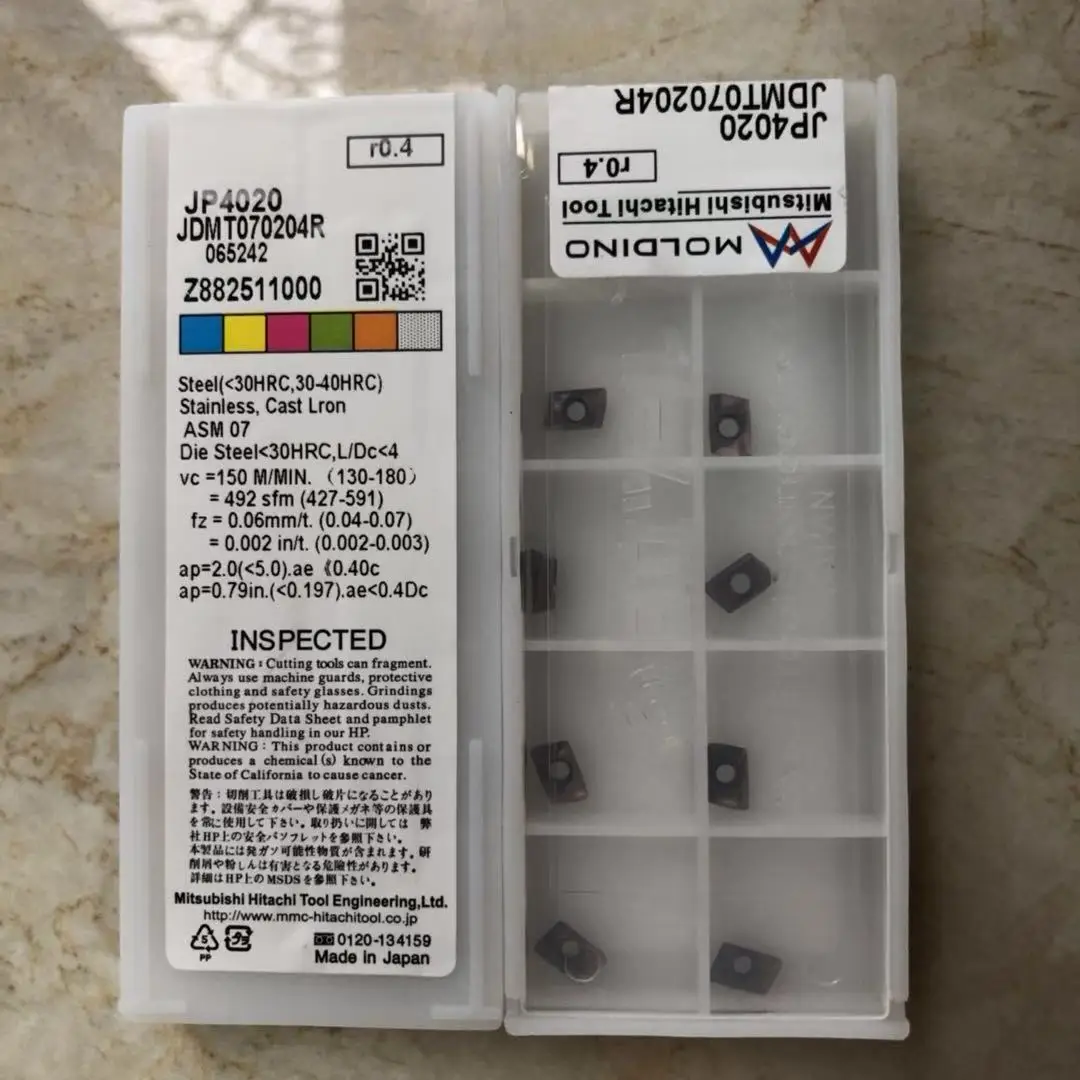 r0.4
JP4020
JDMT070204R
065242
Z882511000
Steel(<30HRC,30-40HRC)
Stainless, Cast Lron
ASM 07
Die Steel<30HRC,L/Dc<4
vc =150 M/MIN. （130-180）
= 492 sfm (427-591)
fz = 0.06mm/t. (0.04-0.07)
= 0.002 in/t. (0.002-0.003)
ap=2.0(<5.0).ae《0.40c
ap=0.79in.(<0.197).ae<0.4Dc
INSPECTED
WARNING : Cutting tools can fragment.
Always use machine guards, protective
clothing and safety glasses. Grindings
produces potentially hazardous dusts.
Read Safety Data Sheet and pamphlet
for safety handling in our HP.
WARNING : This product contains or
produces a chemical (s) known to the
State of California to cause cancer.
警告：切削工具は破損し破片になることがあり
ます。設備安全カバーや保護メガネ等の保護具
を常に使用して下さい。取り扱いに関しては 弊
社HP上の安全パンフレットを参照下さい。
本製品には発ガン可能性物質が含まれます。研
削屑や粉しんは有害となる危険性があります。
詳細はHP上のMSDSを参照下さい。
Mitsubishi Hitachi Tool Engineering,Ltd.
http://www.mmc-hitachitool.co.jp
5
PP
プラ
0120-134159
Made in Japan
MOLDINO
Mitsubishi Hitachi Tool
r0.4
JP4020
JDMT070204R